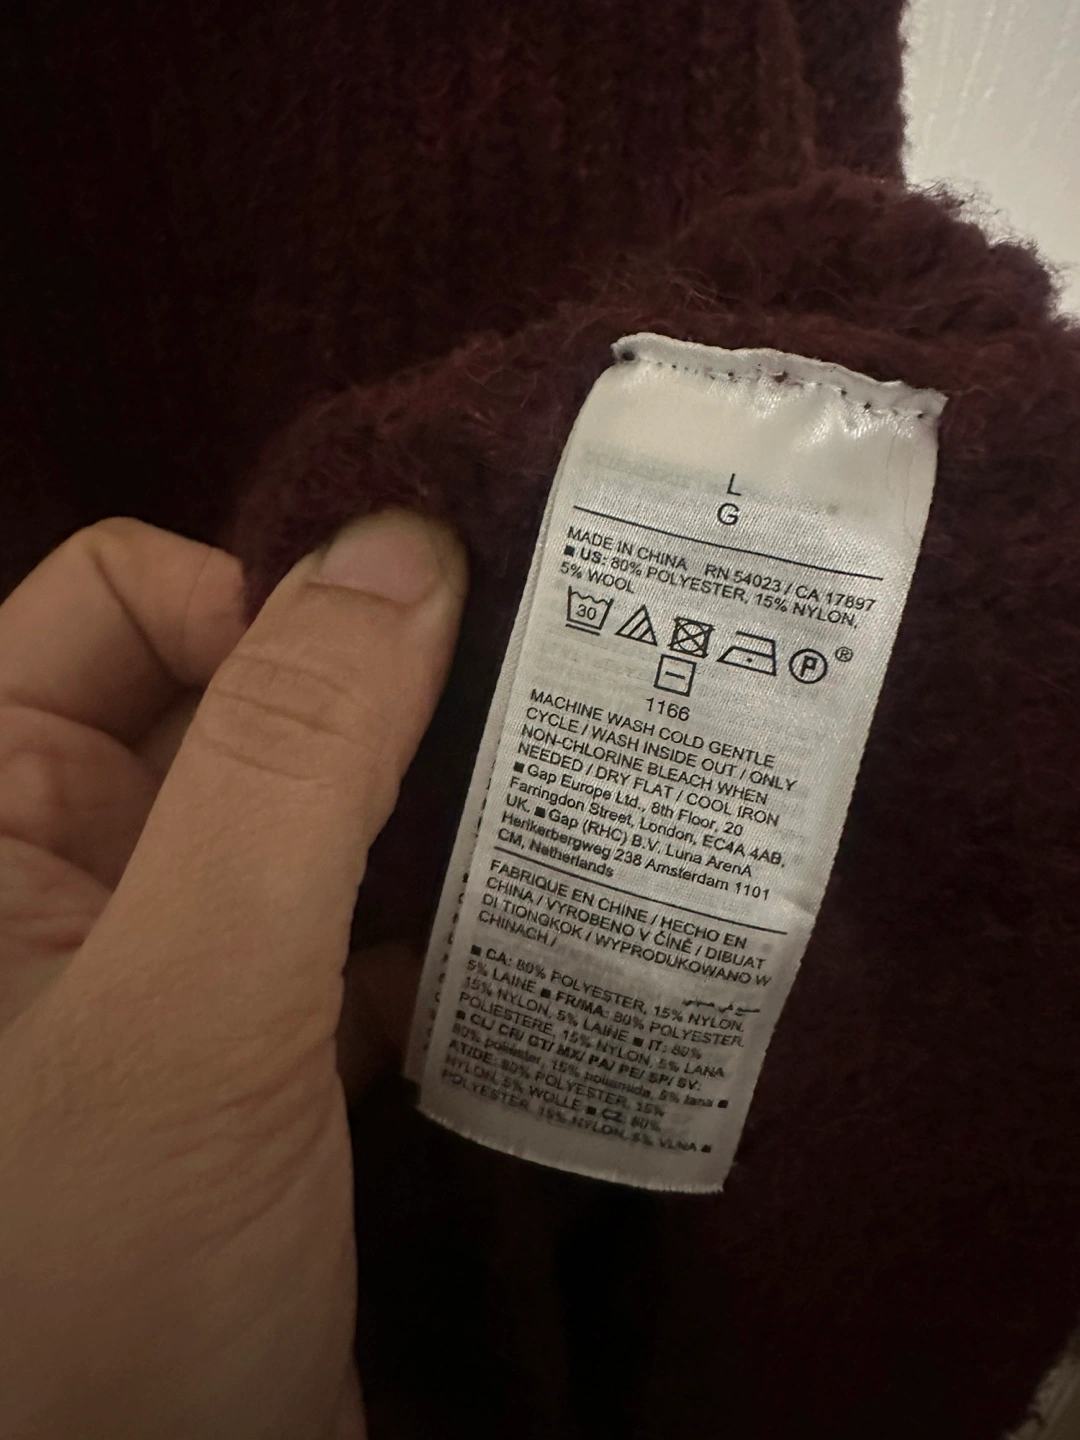 L
G
MADE IN CHINA RN 54023 / CA 17897
■ US: 80% POLYESTER, 15% NYLON,
5% WOOL
30
P ®
1166
MACHINE WASH COLD GENTLE
CYCLE / WASH INSIDE OUT / ONLY
NON-CHLORINE BLEACH WHEN
NEEDED / DRY FLAT / COOL IRON
■ Gap Europe Ltd., 8th Floor, 20
Farringdon Street, London, EC4A 4AB,
UK. ■ Gap (RHC) B.V. Luna ArenA
Herikerbergweg 238 Amsterdam 1101
CM, Netherlands
FABRIQUE EN CHINE / HECHO EN
CHINA / VYROBENO V ČÍNĚ / DIBUAT
DI TIONGKOK / WYPRODUKOWANO W
CHINACH /
■ CA: 80% POLYESTER, 15% NYLON,
5% LAINE ■ FR/MA: 80% POLYESTER,
15% NYLON, 5% LAINE ■ IT: 80%
POLIESTERE, 15% NYLON, 5% LANA
■ CL/ CR/ GT/ MX/ PA/ PE/ SP/ SV:
80% poliéster, 15% poliamida, 5% lana ■
AT/DE: 80% POLYESTER, 15%
NYLON, 5% WOLLE ■ CZ: 80%
POLYESTER, 15% NYLON, 5% VLNA ■